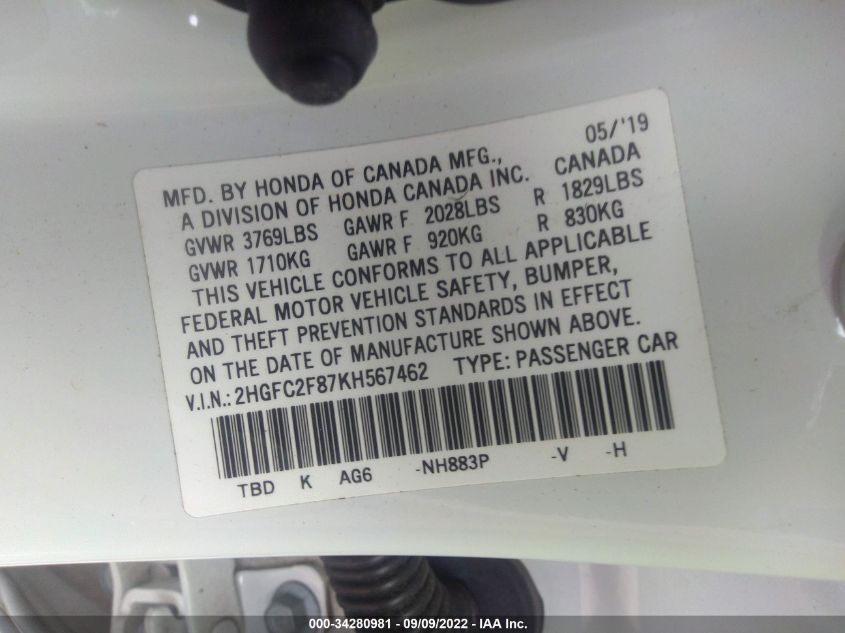 05/'19
MFD. BY HONDA OF CANADA MFG.,
A DIVISION OF HONDA CANADA INC. CANADA
GVWR 3769LBS GAWR F 2028LBS R 1829LBS
GVWR 1710KG GAWR F 920KG R 830KG
THIS VEHICLE CONFORMS TO ALL APPLICABLE
FEDERAL MOTOR VEHICLE SAFETY, BUMPER,
AND THEFT PREVENTION STANDARDS IN EFFECT
ON THE DATE OF MANUFACTURE SHOWN ABOVE.
V.I.N.: 2HGFC2F87KH567462 TYPE: PASSENGER CAR
TBD K AG6 -NH883P -V -H
000-34280981 - 09/09/2022 - IAA Inc.